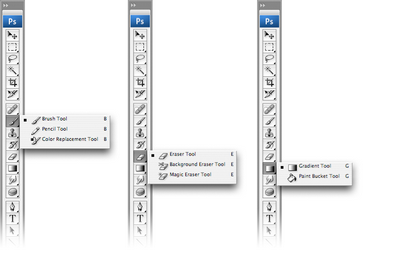 Ps
Brush Tool B
Pencil Tool B
Color Replacement Tool B
T
Ps
Eraser Tool E
Background Eraser Tool E
Magic Eraser Tool E
T
Ps
Gradient Tool G
Paint Bucket Tool G
T